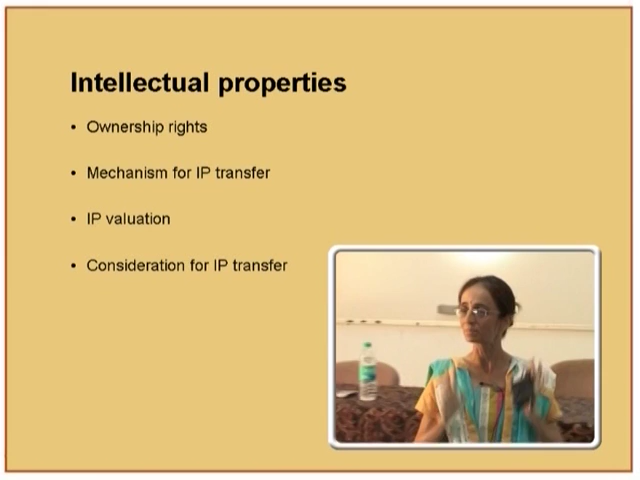 Intellectual properties
• Ownership rights
• Mechanism for IP transfer
• IP valuation
• Consideration for IP transfer